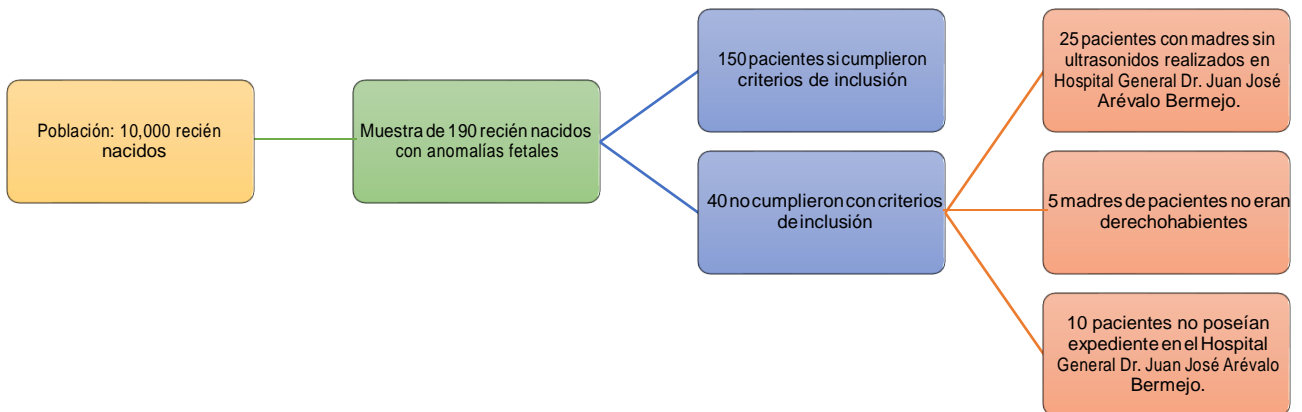 Población: 10,000 recién
nacidos
Muestra de 190 recién nacidos
con anomalías fetales
150 pacientes si cumplieron
criterios de inclusión
40 no cumplieron con criterios
de inclusión
25 pacientes con madres sin
ultrasonidos realizados en
Hospital General Dr. Juan José
Arévalo Bermejo.
5 madres de pacientes no eran
derechohabientes
10 pacientes no poseían
expediente en el Hospital
General Dr. Juan José Arévalo
Bermejo.